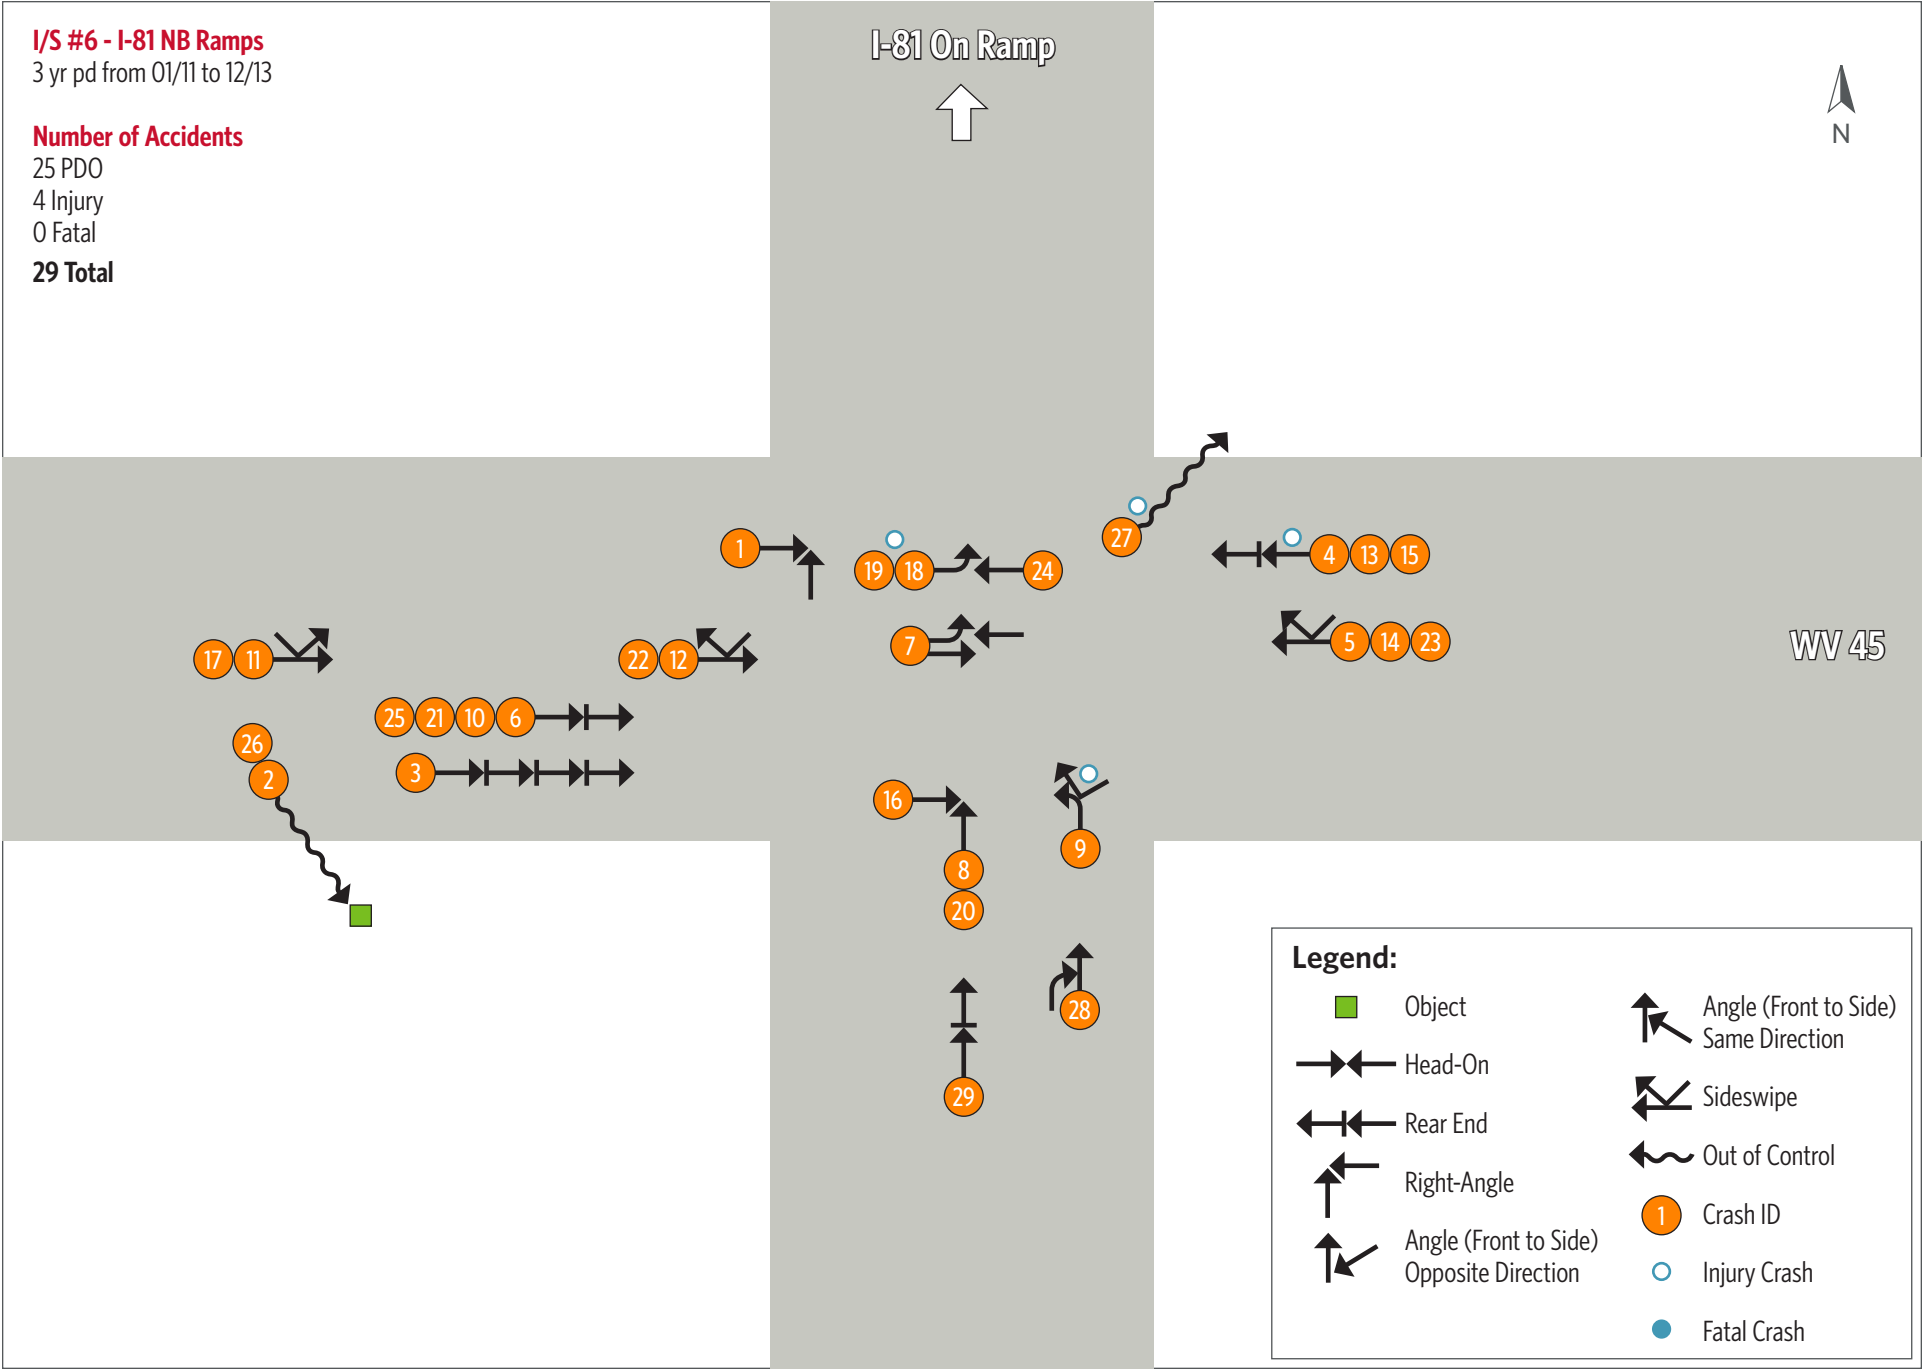 I/S #6 - I-81 NB Ramps
3 yr pd from 01/11 to 12/13
Number of Accidents
25 PDO
4 Injury
0 Fatal
29 Total
I-81 On Ramp
N
27
1
19 18
24
4 13 15
7
5 14 23
WV 45
17 11
22 12
25 21 10 6
26
2
3
16
8
20
9
28
29
Legend:
Object
Head-On
Rear End
Right-Angle
Angle (Front to Side)
Opposite Direction
Angle (Front to Side)
Same Direction
Sideswipe
Out of Control
1
Crash ID
Injury Crash
Fatal Crash